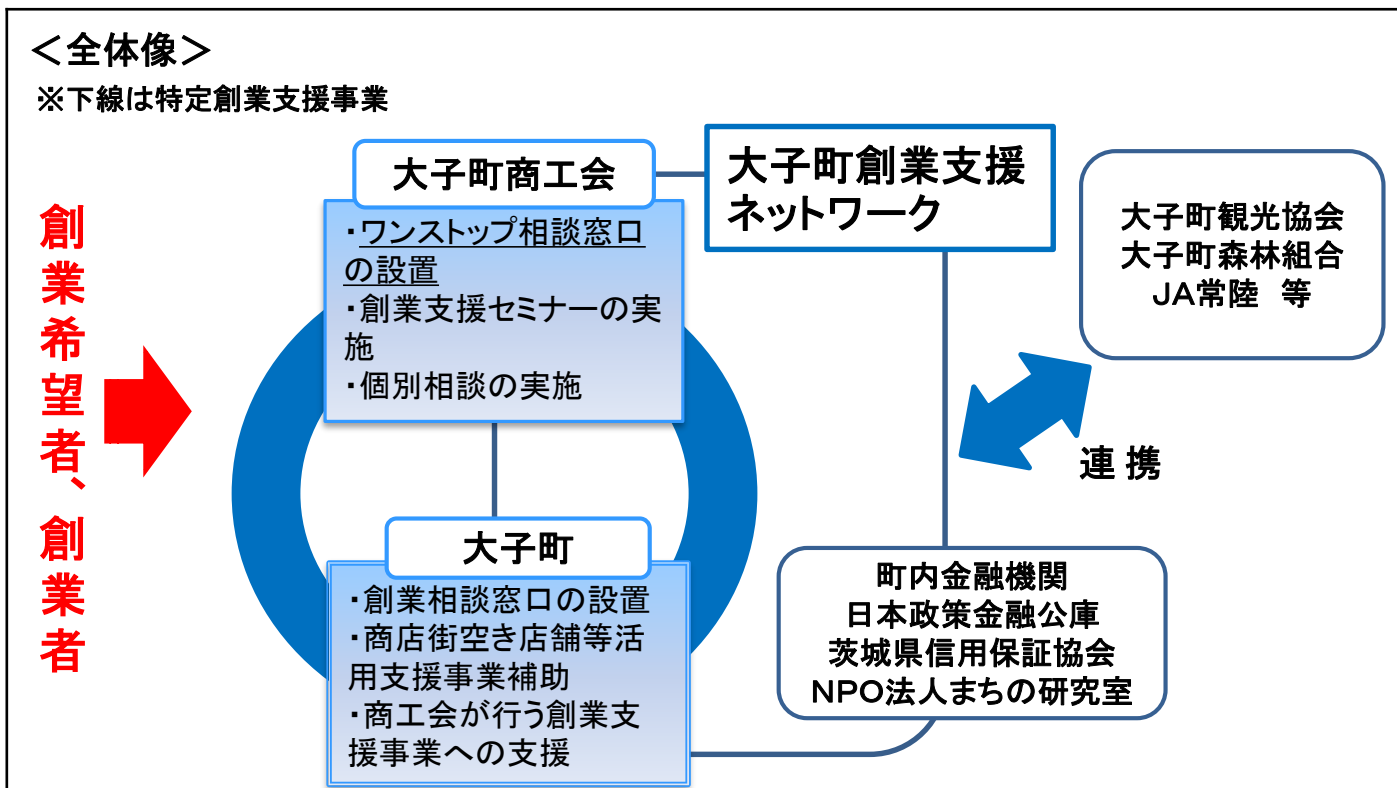 ＜全体像＞
※下線は特定創業支援事業
創業希望者、創業者
大子町商工会
・ワンストップ相談窓口
の設置
・創業支援セミナーの実
施
・個別相談の実施
大子町
・創業相談窓口の設置
・商店街空き店舗等活
用支援事業補助
・商工会が行う創業支
援事業への支援
大子町創業支援
ネットワーク
大子町観光協会
大子町森林組合
JA常陸　等
連 携
町内金融機関
日本政策金融公庫
茨城県信用保証協会
NPO法人まちの研究室